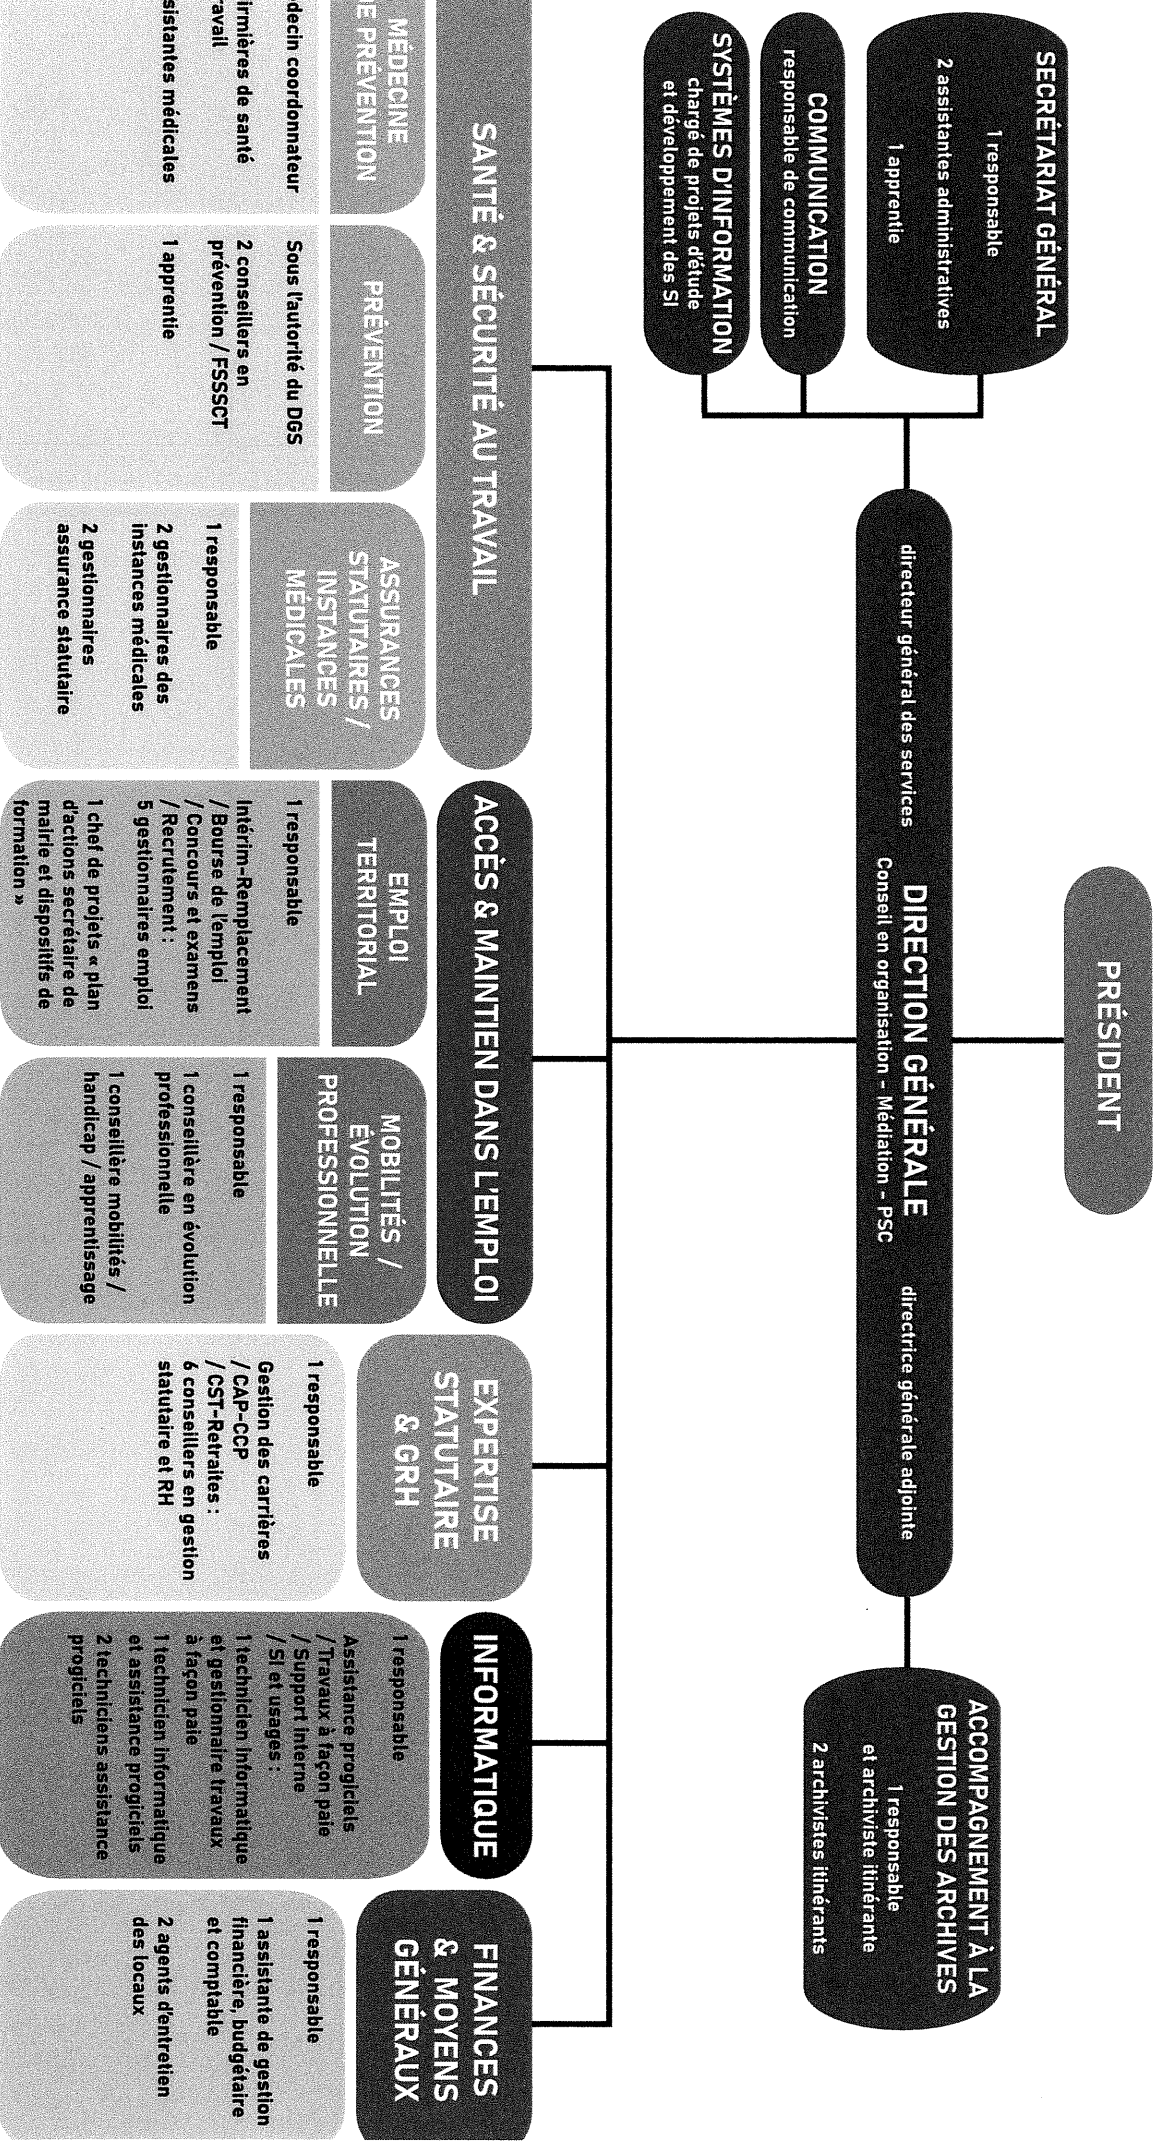 PRÉSIDENT
DIRECTION GÉNÉRALE
directeur général des services
Conseil en organisation - Médiation - PSC
directrice générale adjointe
SECRÉTARIAT GÉNÉRAL
1 responsable
2 assistantes administratives
1 apprentie
COMMUNICATION
responsable de communication
SYSTÈMES D'INFORMATION
chargé de projets d'étude
et développement des SI
ACCOMPAGNEMENT À LA
GESTION DES ARCHIVES
1 responsable
et archiviste itinérante
2 archivistes itinérants
SANTÉ & SÉCURITÉ AU TRAVAIL
MÉDECINE
PRÉVENTION
coordonnateur
de santé
médicales
PRÉVENTION
Sous l'autorité du DGS
2 conseillers en
prévention / FSSSCT
1 apprentie
ASSURANCES
STATUTAIRES /
INSTANCES
MÉDICALES
1 responsable
2 gestionnaires des
instances médicales
2 gestionnaires
assurance statutaire
ACCÈS & MAINTIEN DANS L'EMPLOI
EMPLOI
TERRITORIAL
1 responsable
Intérim-Remplacement
/ Bourse de l'emploi
/ Concours et examens
/ Recrutement :
5 gestionnaires emploi
1 chef de projets « plan
d'actions secrétaire de
mairie et dispositifs de
formation »
MOBILITÉS /
ÉVOLUTION
PROFESSIONNELLE
1 responsable
1 conseillère en évolution
professionnelle
1 conseillère mobilités /
handicap / apprentissage
EXPERTISE
STATUTAIRE
& GRH
1 responsable
Gestion des carrières
/ CAP-CCP
/ CST-Retraites :
6 conseillers en gestion
statutaire et RH
INFORMATIQUE
1 responsable
Assistance progiciels
/ Travaux à façon paie
/ Support interne
/ SI et usages :
1 technicien informatique
et gestionnaire travaux
à façon paie
1 technicien informatique
et assistance progiciels
2 techniciens assistance
progiciels
FINANCES
& MOYENS
GÉNÉRAUX
1 responsable
1 assistante de gestion
financière, budgétaire
et comptable
2 agents d'entretien
des locaux